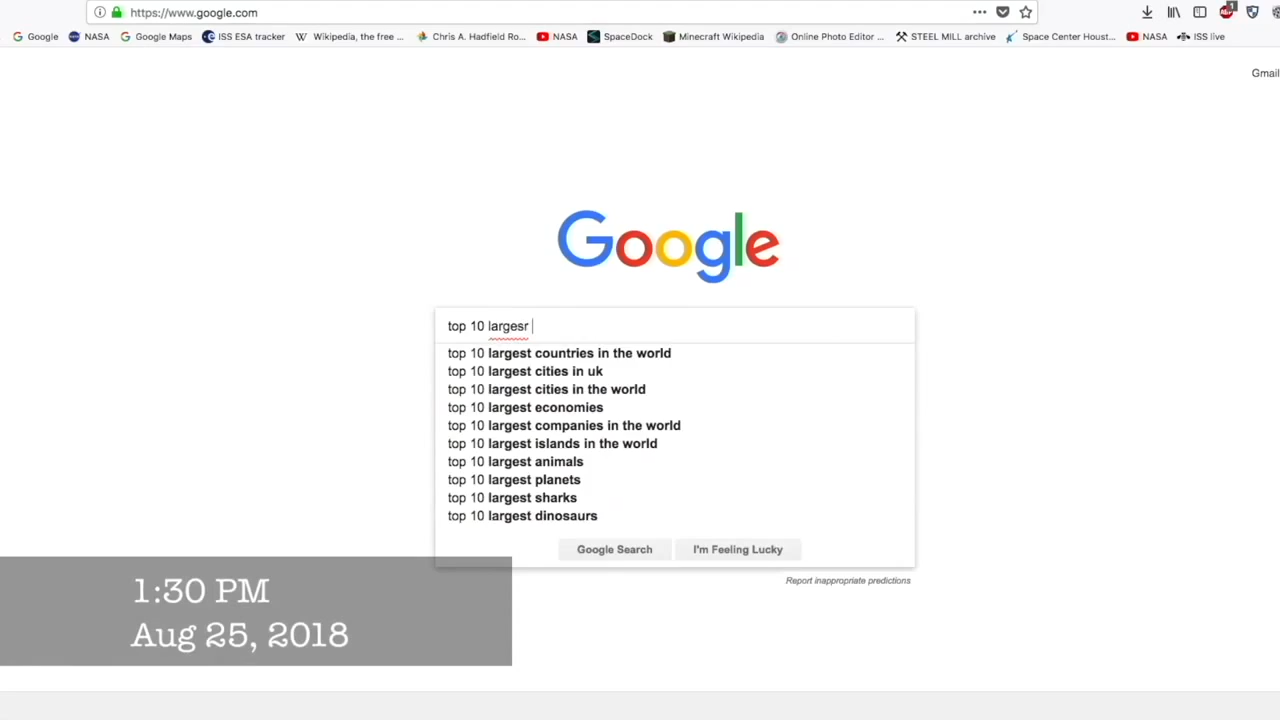 https://www.google.com
Google NASA Google Maps ISS ESA tracker Wikipedia, the free ... Chris A. Hadfield Ro... NASA SpaceDock Minecraft Wikipedia Online Photo Editor ... STEEL MILL archive Space Center Houst... NASA ISS live
Gmail
Google
top 10 largesr
top 10 largest countries in the world
top 10 largest cities in uk
top 10 largest cities in the world
top 10 largest economies
top 10 largest companies in the world
top 10 largest islands in the world
top 10 largest animals
top 10 largest planets
top 10 largest sharks
top 10 largest dinosaurs
Google Search I'm Feeling Lucky
Report inappropriate predictions
1:30 PM
Aug 25, 2018